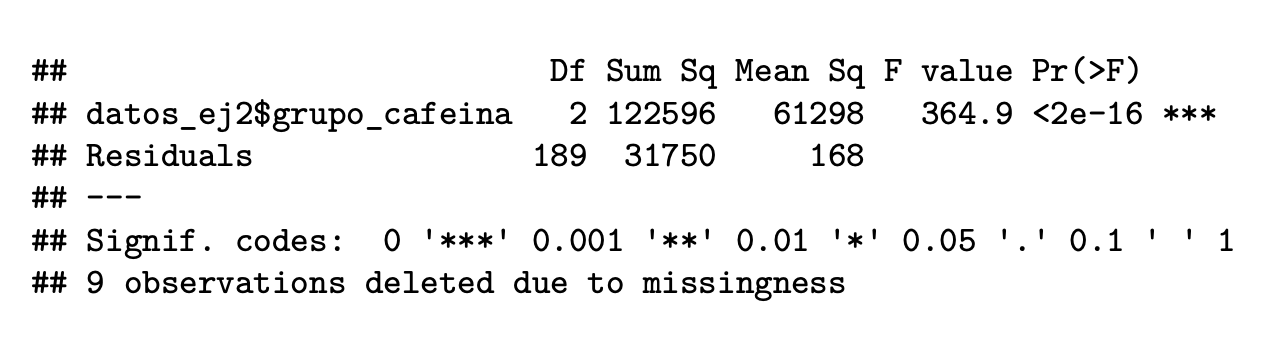 ##                          Df Sum Sq Mean Sq F value Pr(>F)
## datos_ej2$grupo_cafeina   2 122596   61298   364.9 <2e-16 ***
## Residuals               189  31750     168
## ---
## Signif. codes:  0 '***' 0.001 '**' 0.01 '*' 0.05 '.' 0.1 ' ' 1
## 9 observations deleted due to missingness